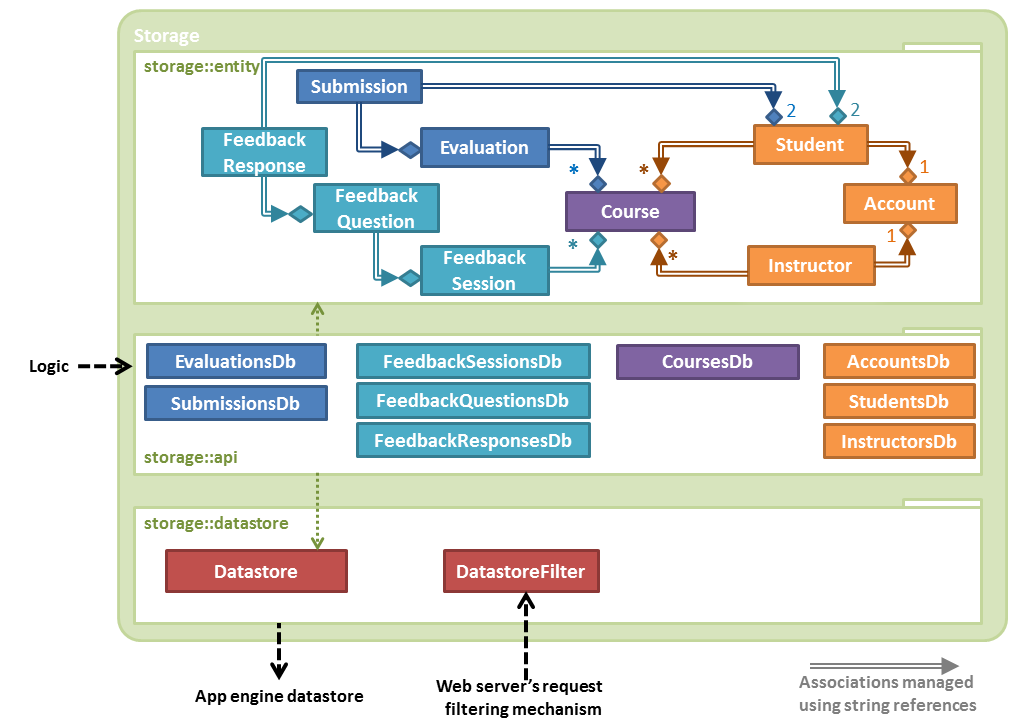 Storage
storage::entity
Submission
2
2
Feedback
Response
Evaluation
Student
*
*
1
Feedback
Question
Course
Account
*
*
1
Feedback
Session
Instructor
Logic
EvaluationsDb
FeedbackSessionsDb
CoursesDb
AccountsDb
SubmissionsDb
FeedbackQuestionsDb
StudentsDb
FeedbackResponsesDb
InstructorsDb
storage::api
storage::datastore
Datastore
DatastoreFilter
App engine datastore
Web server's request
filtering mechanism
Associations managed
using string references